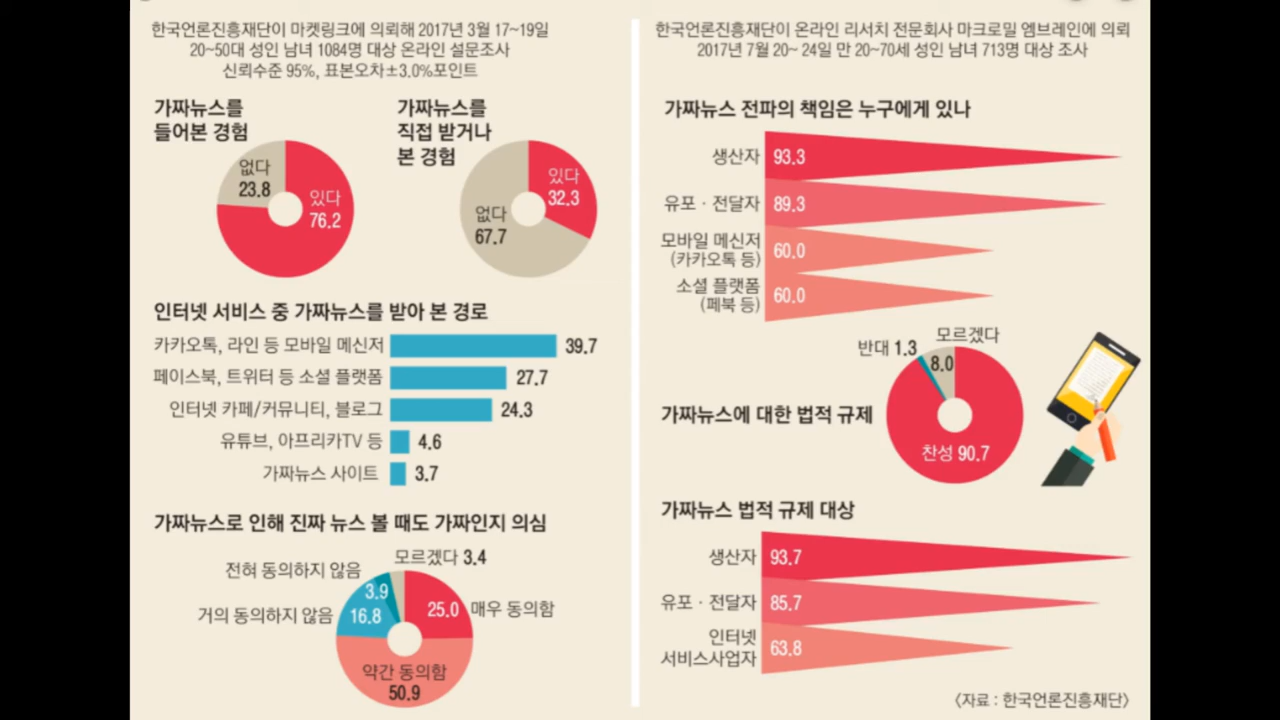 한국언론진흥재단이 마켓링크에 의뢰해 2017년 3월 17~19일
20~50대 성인 남녀 1084명 대상 온라인 설문조사
신뢰수준 95%, 표본오차±3.0%포인트
가짜뉴스를
들어본 경험
없다
23.8
있다
76.2
가짜뉴스를
직접 받거나
본 경험
있다
32.3
없다
67.7
인터넷 서비스 중 가짜뉴스를 받아 본 경로
카카오톡, 라인 등 모바일 메신저 39.7
페이스북, 트위터 등 소셜 플랫폼 27.7
인터넷 카페/커뮤니티, 블로그 24.3
유튜브, 아프리카TV 등 4.6
가짜뉴스 사이트 3.7
가짜뉴스로 인해 진짜 뉴스 볼 때도 가짜인지 의심
모르겠다 3.4
전혀 동의하지 않음
3.9
거의 동의하지 않음 16.8
25.0 매우 동의함
약간 동의함
50.9
한국언론진흥재단이 온라인 리서치 전문회사 마크로밀 엠브레인에 의뢰
2017년 7월 20~ 24일 만 20~70세 성인 남녀 713명 대상 조사
가짜뉴스 전파의 책임은 누구에게 있나
생산자 93.3
유포 · 전달자 89.3
모바일 메신저
(카카오톡 등)
60.0
소셜 플랫폼
(페북 등)
60.0
모르겠다
반대 1.3
8.0
가짜뉴스에 대한 법적 규제
찬성 90.7
가짜뉴스 법적 규제 대상
생산자 93.7
유포 · 전달자 85.7
인터넷
서비스사업자
63.8
〈자료 : 한국언론진흥재단〉